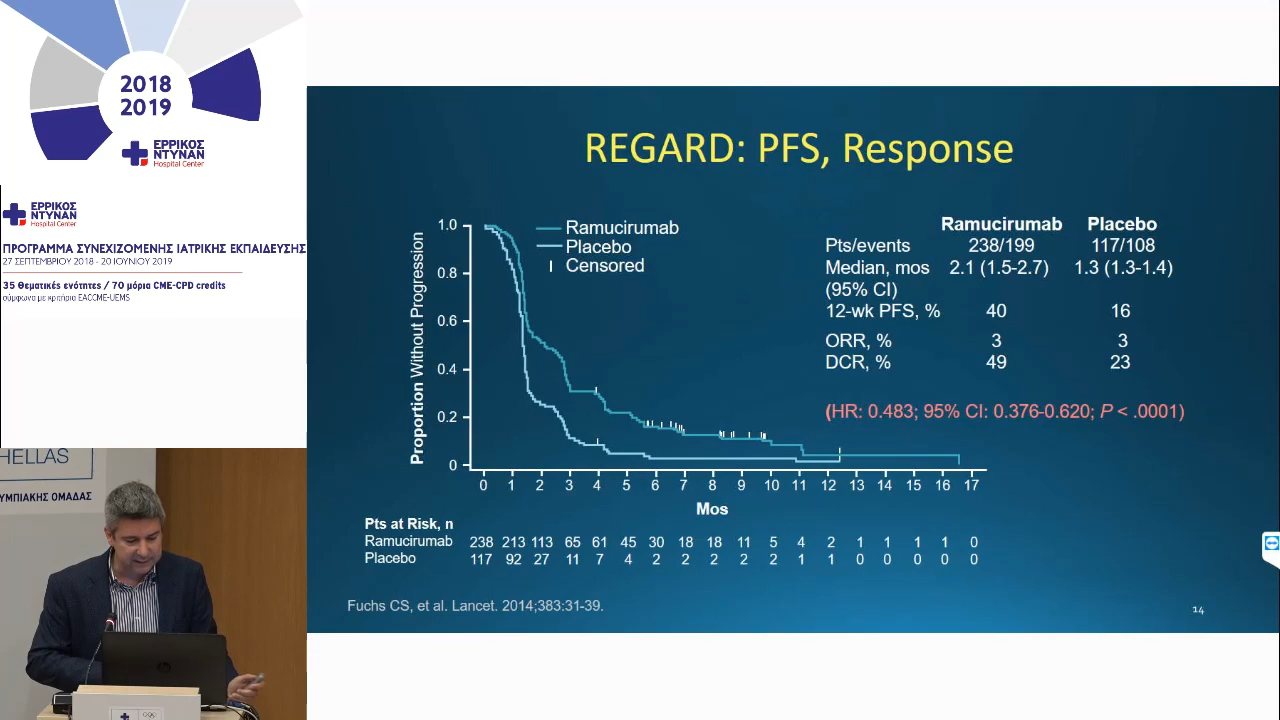 2018
2019
ΕΡΡΙΚΟΣ
ΝΤΥΝΑΝ
Hospital Center
ΕΡΡΙΚΟΣ
ΝΤΥΝΑΝ
Hospital Center
ΠΡΟΓΡΑΜΜΑ ΣΥΝΕΧΙΖΟΜΕΝΗΣ ΙΑΤΡΙΚΗΣ ΕΚΠΑΙΔΕΥΣΗΣ
27 ΣΕΠΤΕΜΒΡΙΟΥ 2018 - 20 ΙΟΥΝΙΟΥ 2019
35 Θεματικές ενότητες / 70 μόρια CME-CPD credits
σύμφωνα με κριτήρια EACCME-UEMS
HELLAS
ΥΜΠΙΑΚΗΣ ΟΜΑΔΑΣ
REGARD: PFS, Response
Ramucirumab
Placebo
Censored
Proportion Without Progression
1.0
0.8
0.6
0.4
0.2
0
0 1 2 3 4 5 6 7 8 9 10 11 12 13 14 15 16 17
Mos
Ramucirumab Placebo
Pts/events 238/199 117/108
Median, mos 2.1 (1.5-2.7) 1.3 (1.3-1.4)
(95% CI)
12-wk PFS, % 40 16
ORR, % 3 3
DCR, % 49 23
(HR: 0.483; 95% CI: 0.376-0.620; P < .0001)
Pts at Risk, n
Ramucirumab 238 213 113 65 61 45 30 18 18 11 5 4 2 1 1 1 1 0
Placebo 117 92 27 11 7 4 2 2 2 2 2 1 1 0 0 0 0 0
Fuchs CS, et al. Lancet. 2014;383:31-39.
14